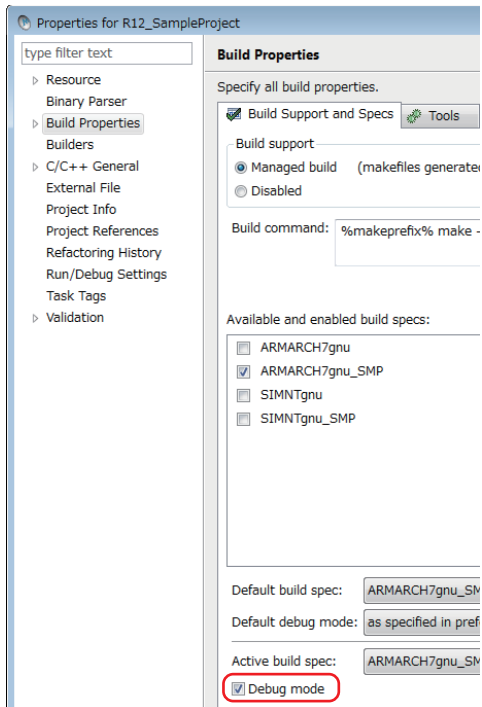 Properties for R12_SampleProject
type filter text
Resource
Binary Parser
Build Properties
Builders
C/C++ General
External File
Project Info
Project References
Refactoring History
Run/Debug Settings
Task Tags
Validation
Build Properties
Specify all build properties.
Build Support and Specs Tools
Build support
Managed build (makefiles generated
Disabled
Build command: %makeprefix% make -
Available and enabled build specs:
ARMARCH7gnu
ARMARCH7gnu_SMP
SIMNTgnu
SIMNTgnu_SMP
Default build spec: ARMARCH7gnu_SM
Default debug mode: as specified in pref
Active build spec: ARMARCH7gnu_SM
Debug mode